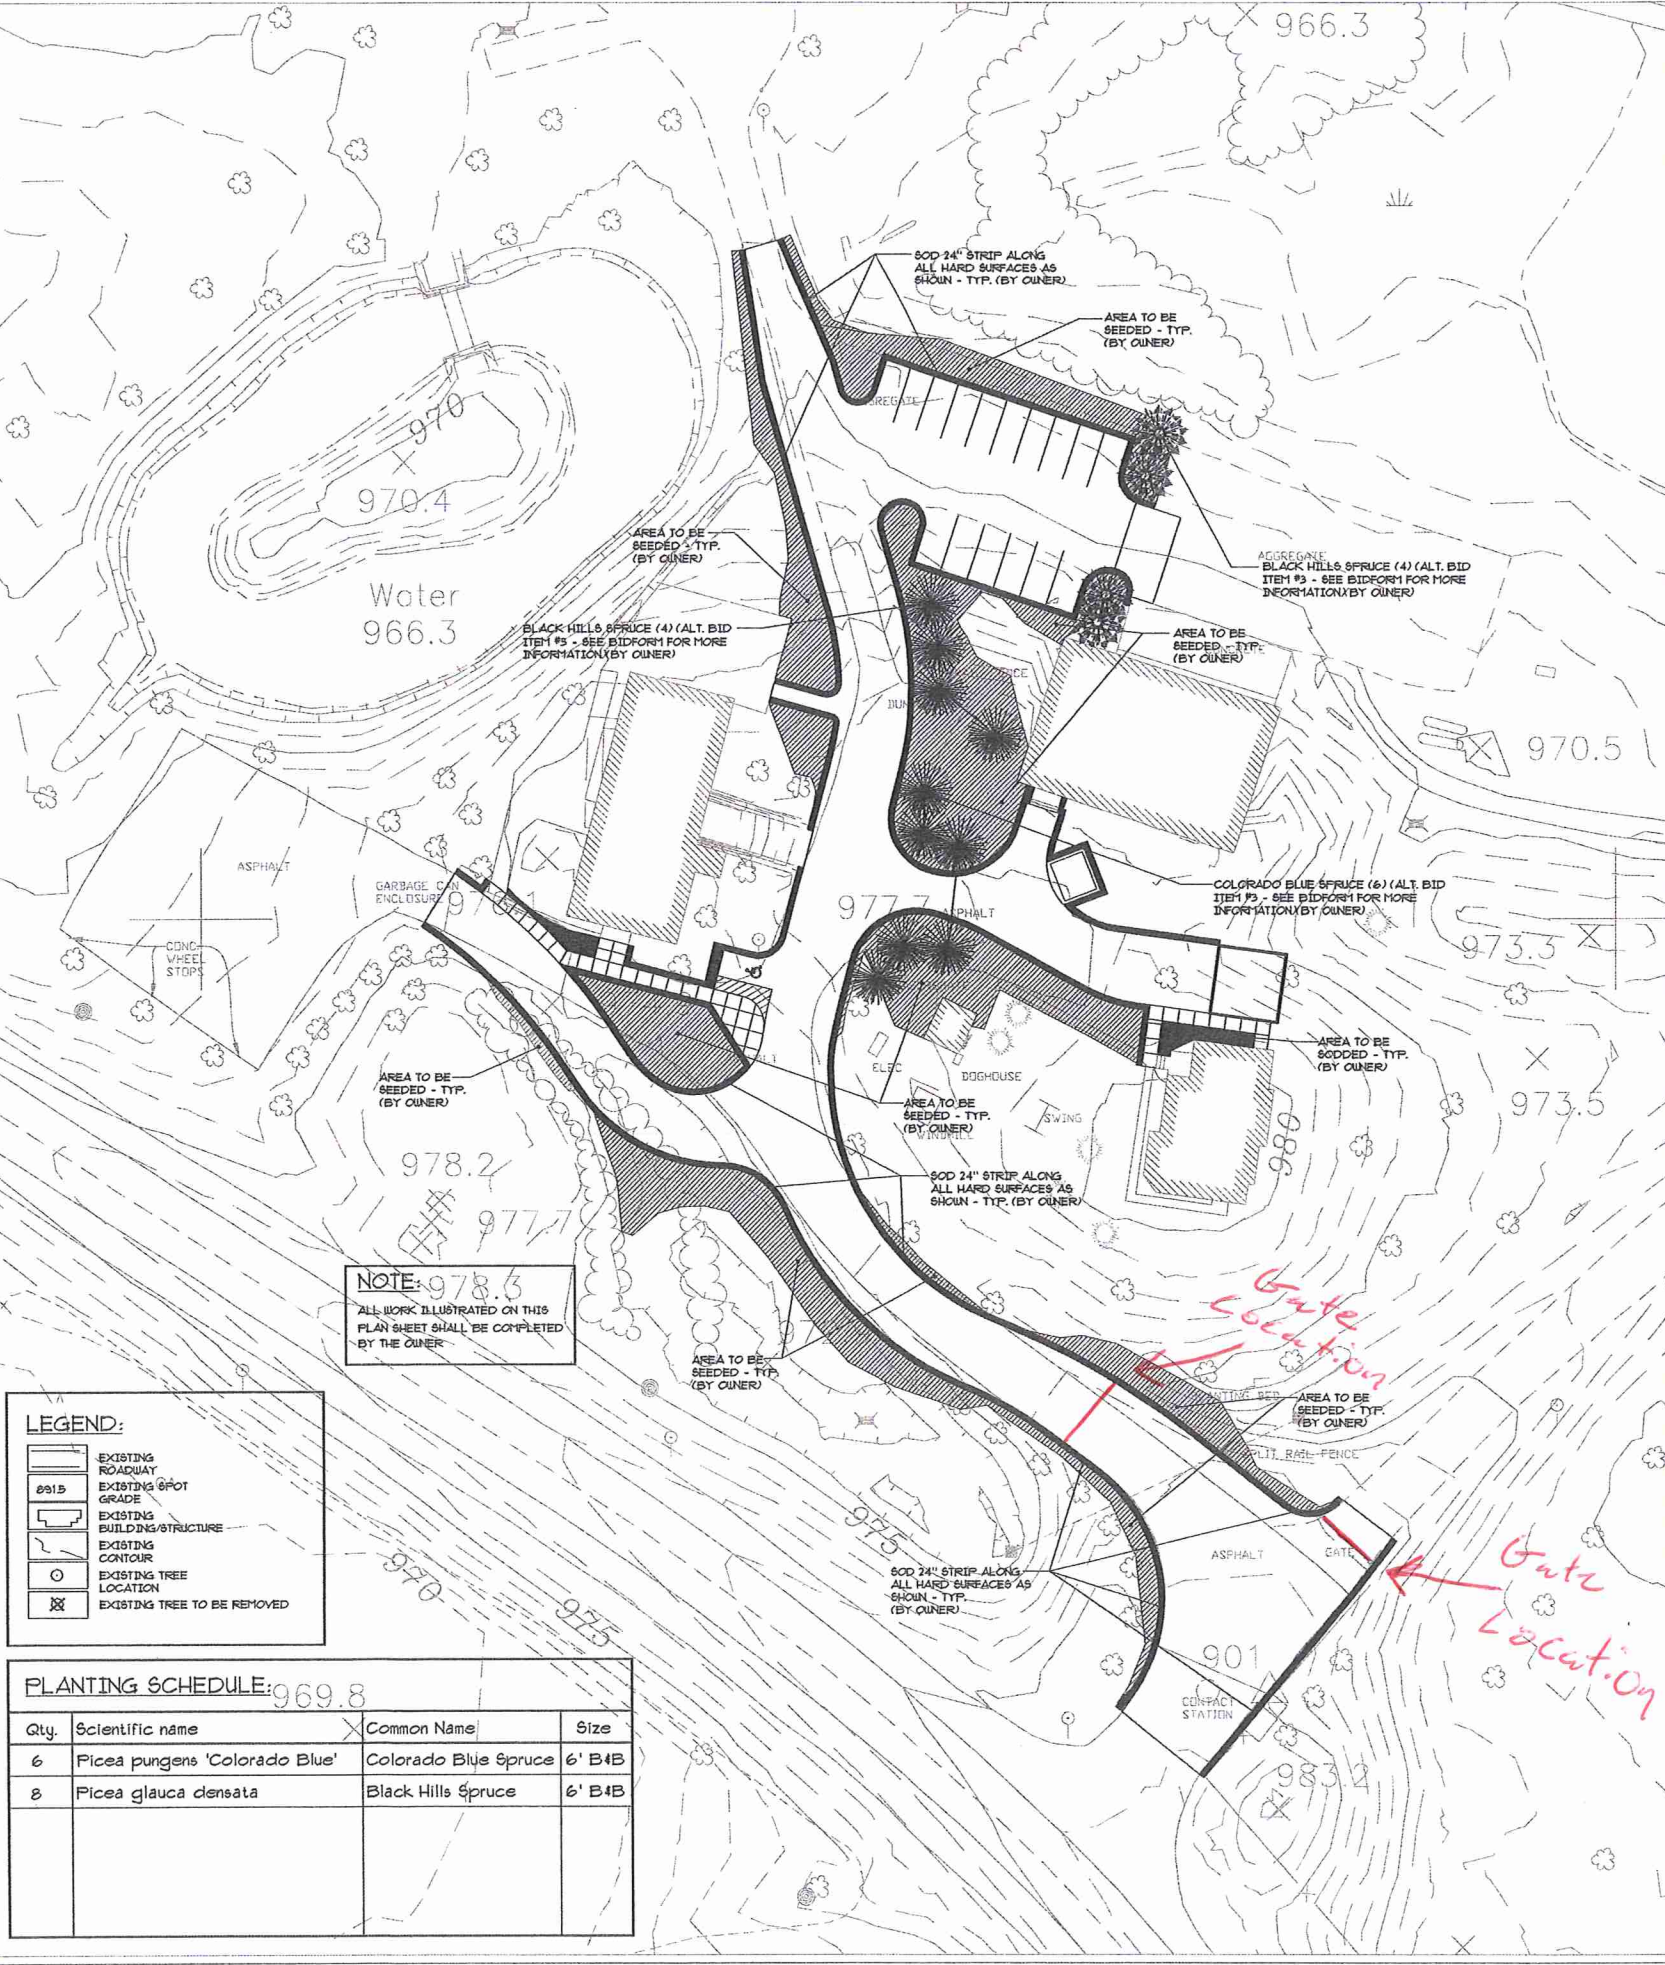 966.3
SOD 24" STRIP ALONG
ALL HARD SURFACES AS
SHOWN - TYP. (BY OWNER)
AREA TO BE
SEEDED - TYP.
(BY OWNER)
970
970.4
AREA TO BE
SEEDED - TYP.
(BY OWNER)
AGGREGATE
BLACK HILLS SPRUCE (4) (ALT. BID
ITEM #3 - SEE BIDFORM FOR MORE
INFORMATION)(BY OWNER)
Water
966.3
BLACK HILLS SPRUCE (4) (ALT. BID
ITEM #3 - SEE BIDFORM FOR MORE
INFORMATION)(BY OWNER)
AREA TO BE
SEEDED - TYP.
(BY OWNER)
970.5
ASPHALT
GARBAGE CAN
ENCLOSURE
977.7
ASPHALT
COLORADO BLUE SPRUCE (6) (ALT. BID
ITEM #3 - SEE BIDFORM FOR MORE
INFORMATION)(BY OWNER)
973.3
CONC
WHEEL
STOPS
AREA TO BE
SODDED - TYP.
(BY OWNER)
ELEC
DOGHOUSE
AREA TO BE
SEEDED - TYP.
(BY OWNER)
AREA TO BE
SEEDED - TYP.
(BY OWNER)
WINDMILL
SWING
980
973.5
978.2
SOD 24" STRIP ALONG
ALL HARD SURFACES AS
SHOWN - TYP. (BY OWNER)
977.7
NOTE:
978.3
ALL WORK ILLUSTRATED ON THIS
PLAN SHEET SHALL BE COMPLETED
BY THE OWNER
Gate
Location
AREA TO BE
SEEDED - TYP.
(BY OWNER)
AREA TO BE
SEEDED - TYP.
(BY OWNER)
LEGEND:
EXISTING
ROADWAY
891.5
EXISTING SPOT
GRADE
EXISTING
BUILDING/STRUCTURE
EXISTING
CONTOUR
EXISTING TREE
LOCATION
EXISTING TREE TO BE REMOVED
975
970
975
SOD 24" STRIP ALONG
ALL HARD SURFACES AS
SHOWN - TYP.
(BY OWNER)
ASPHALT
GATE
Gate
Location
901
CONTACT
STATION
983.2
PLANTING SCHEDULE:
969.8
Qty. Scientific name Common Name Size
6 Picea pungens 'Colorado Blue' Colorado Blue Spruce 6' B&B
8 Picea glauca densata Black Hills Spruce 6' B&B